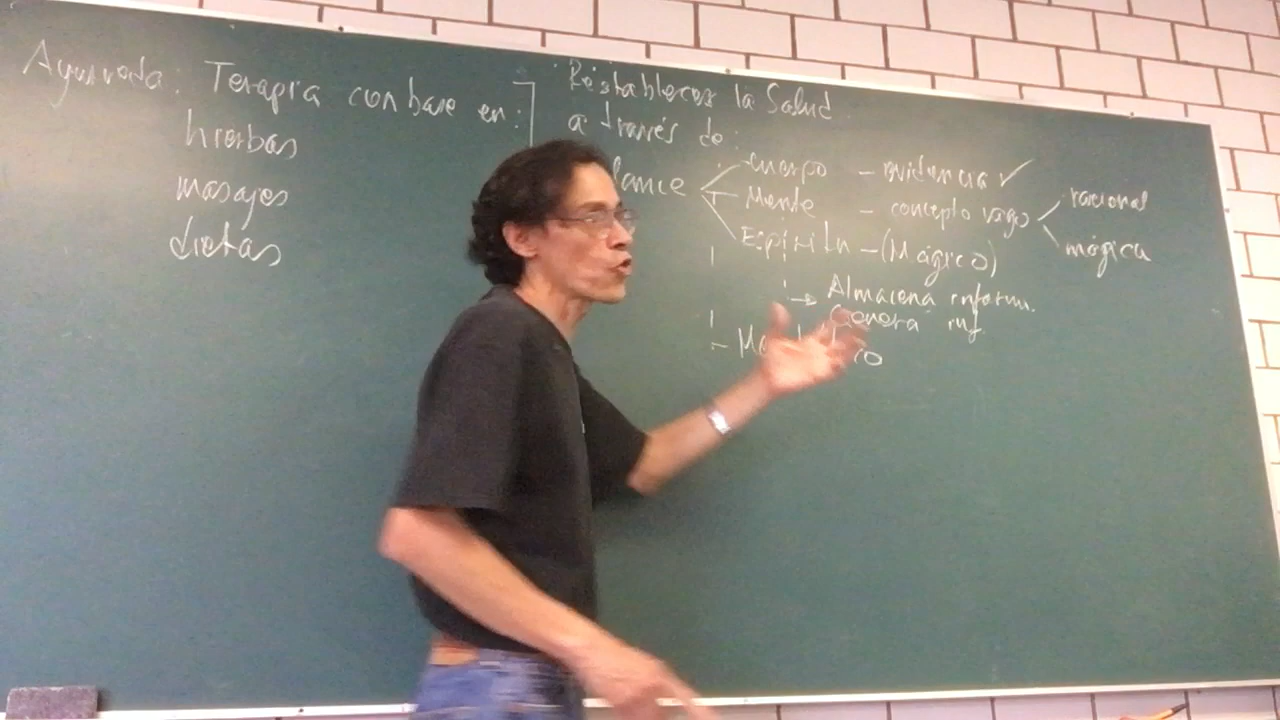 Ayurveda: Terapia con base en:
hierbas
masajes
dietas
Restablecer la Salud
a través de:
lance
cuerpo - evidencia ✓
Mente - concepto vago
racional
mágica
Espíritu - (Mágico)
→ Almacena inform.
Genera inf.